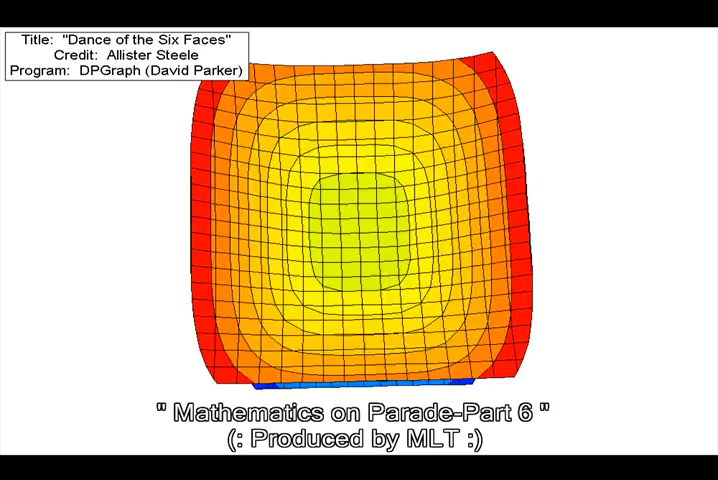 Title:  "Dance of the Six Faces"
Credit:  Allister Steele
Program:  DPGraph (David Parker)
" Mathematics on Parade-Part 6 "
(: Produced by MLT :)